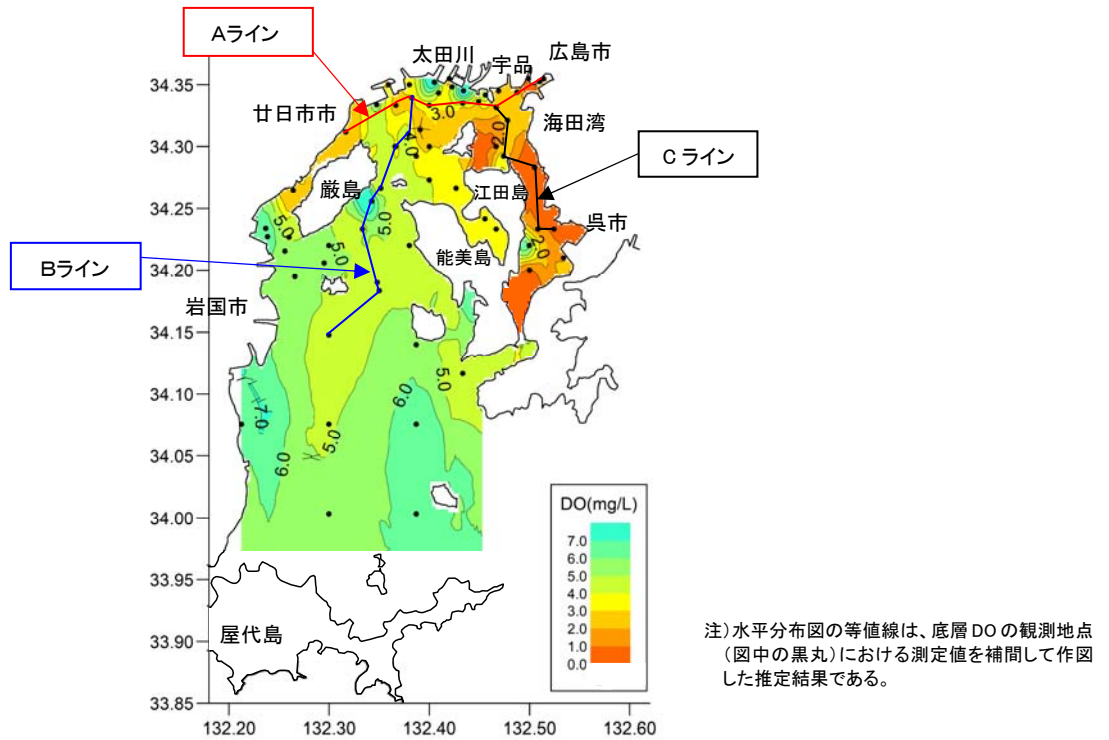 Aライン
太田川
宇品
広島市
34.35
廿日市市
3.0
2.0
海田湾
34.30
4.0
Cライン
厳島
江田島
34.25
5.0
5.0
呉市
2.0
Bライン
5.0
能美島
34.20
岩国市
34.15
5.0
6.0
34.10
7.0
5.0
34.05
6.0
34.00
DO(mg/L)
7.0
6.0
5.0
4.0
3.0
2.0
1.0
0.0
33.95
33.90
屋代島
33.85
132.20 132.30 132.40 132.50 132.60
注)水平分布図の等値線は、底層DOの観測地点
(図中の黒丸)における測定値を補間して作図
した推定結果である。